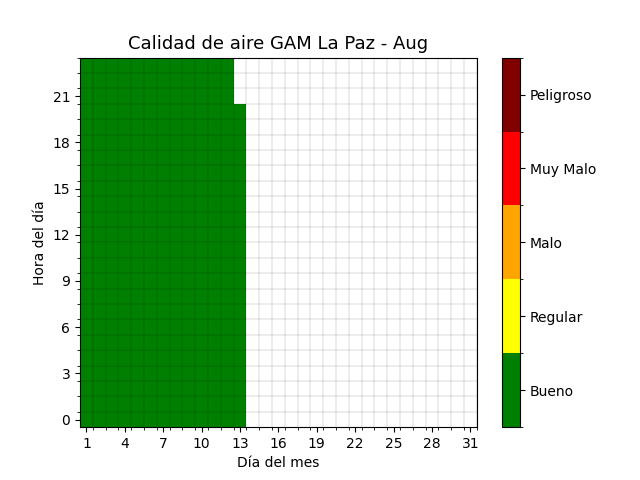 Calidad de aire GAM La Paz - Aug
21
18
15
12
9
6
3
0
Hora del día
1 4 7 10 13 16 19 22 25 28 31
Día del mes
Peligroso
Muy Malo
Malo
Regular
Bueno